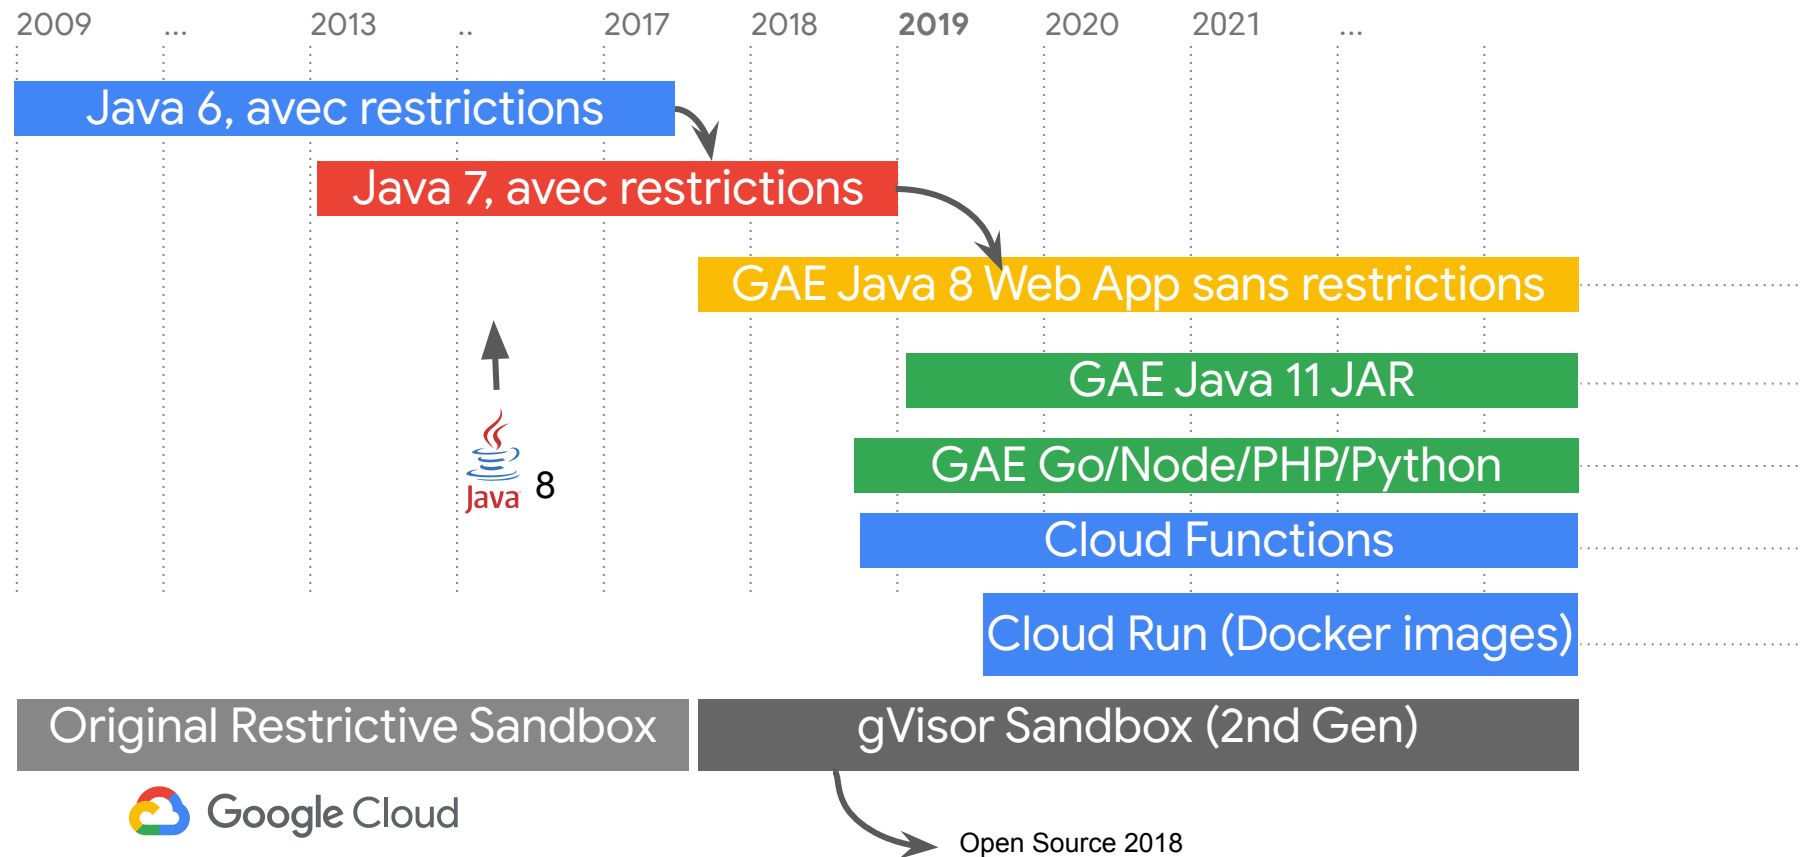 2009 ... 2013 .. 2017 2018 2019 2020 2021 ...
Java 6, avec restrictions
Java 7, avec restrictions
GAE Java 8 Web App sans restrictions
GAE Java 11 JAR
GAE Go/Node/PHP/Python
Java 8
Cloud Functions
Cloud Run (Docker images)
Original Restrictive Sandbox
gVisor Sandbox (2nd Gen)
Google Cloud
Open Source 2018